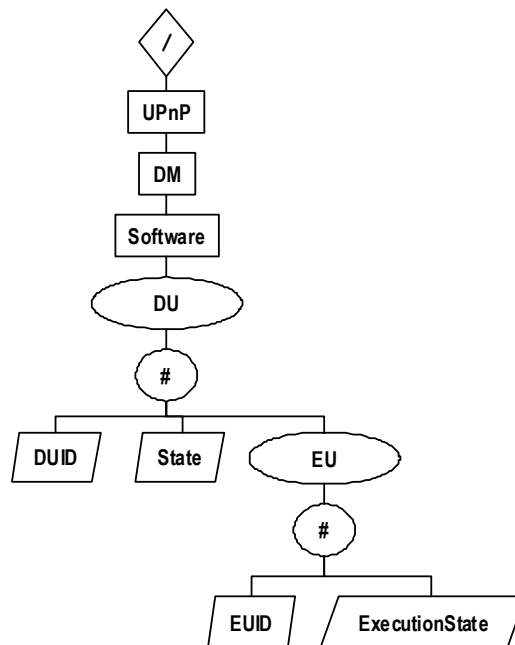 /
UPnP
DM
Software
DU
#
DUID
State
EU
#
EUID
ExecutionState